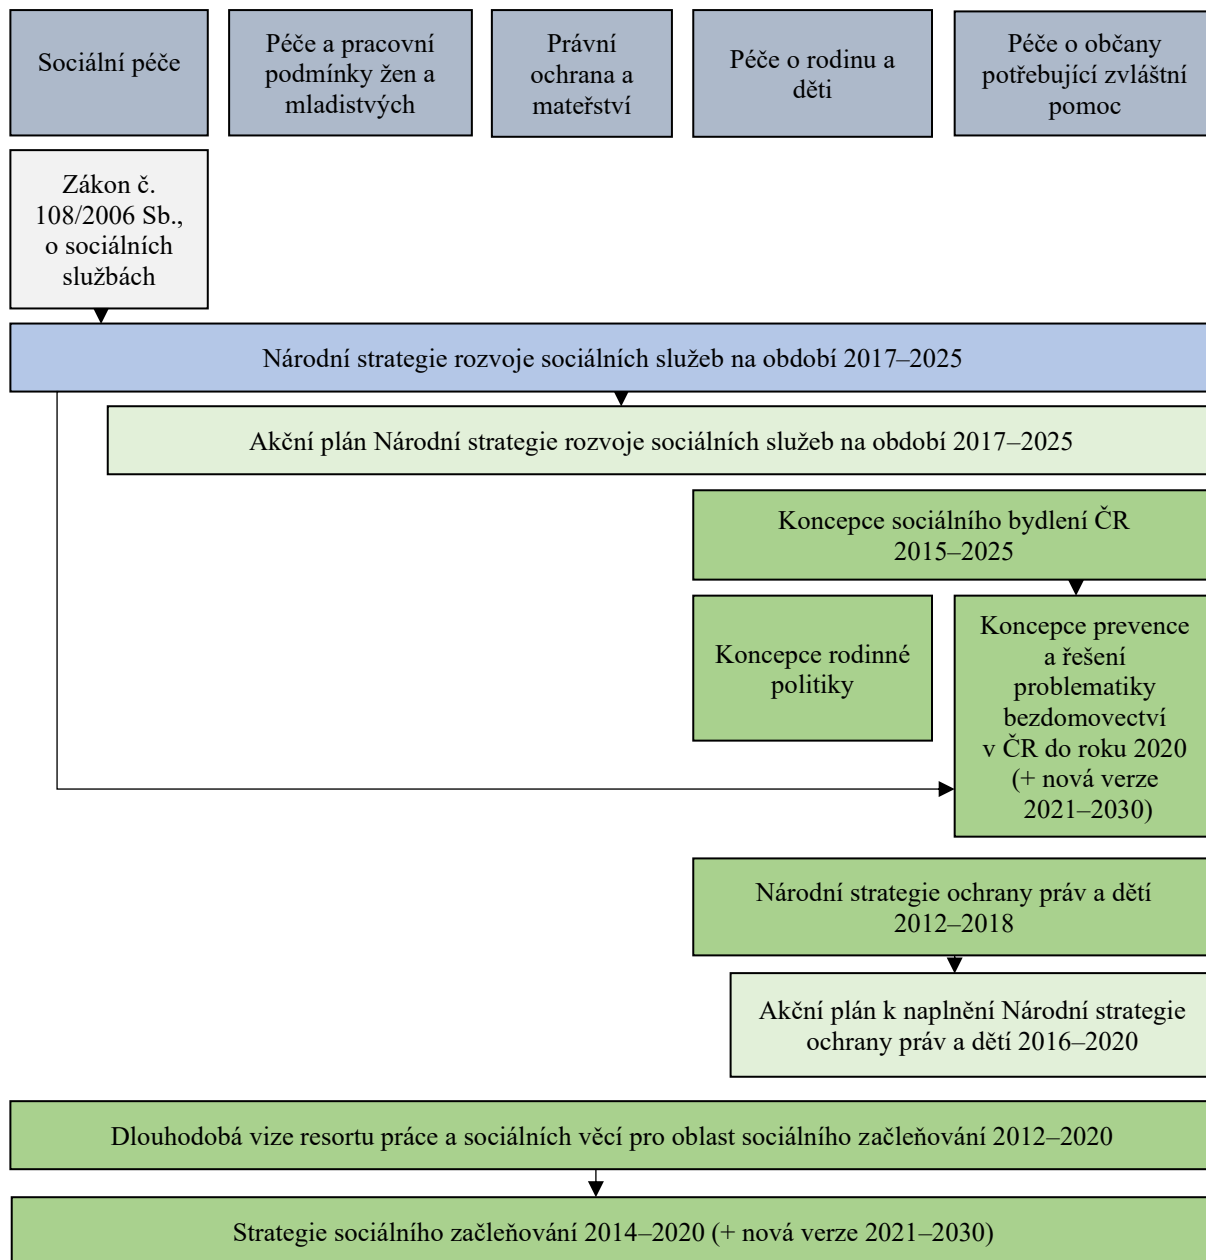 Sociální péče
Péče a pracovní
podmínky žen a
mladistvých
Právní
ochrana a
mateřství
Péče o rodinu a
děti
Péče o občany
potřebující zvláštní
pomoc
Zákon č.
108/2006 Sb.,
o sociálních
službách
Národní strategie rozvoje sociálních služeb na období 2017–2025
Akční plán Národní strategie rozvoje sociálních služeb na období 2017–2025
Koncepce sociálního bydlení ČR
2015–2025
Koncepce rodinné
politiky
Koncepce prevence
a řešení
problematiky
bezdomovectví
v ČR do roku 2020
(+ nová verze
2021–2030)
Národní strategie ochrany práv a dětí
2012–2018
Akční plán k naplnění Národní strategie
ochrany práv a dětí 2016–2020
Dlouhodobá vize resortu práce a sociálních věcí pro oblast sociálního začleňování 2012–2020
Strategie sociálního začleňování 2014–2020 (+ nová verze 2021–2030)